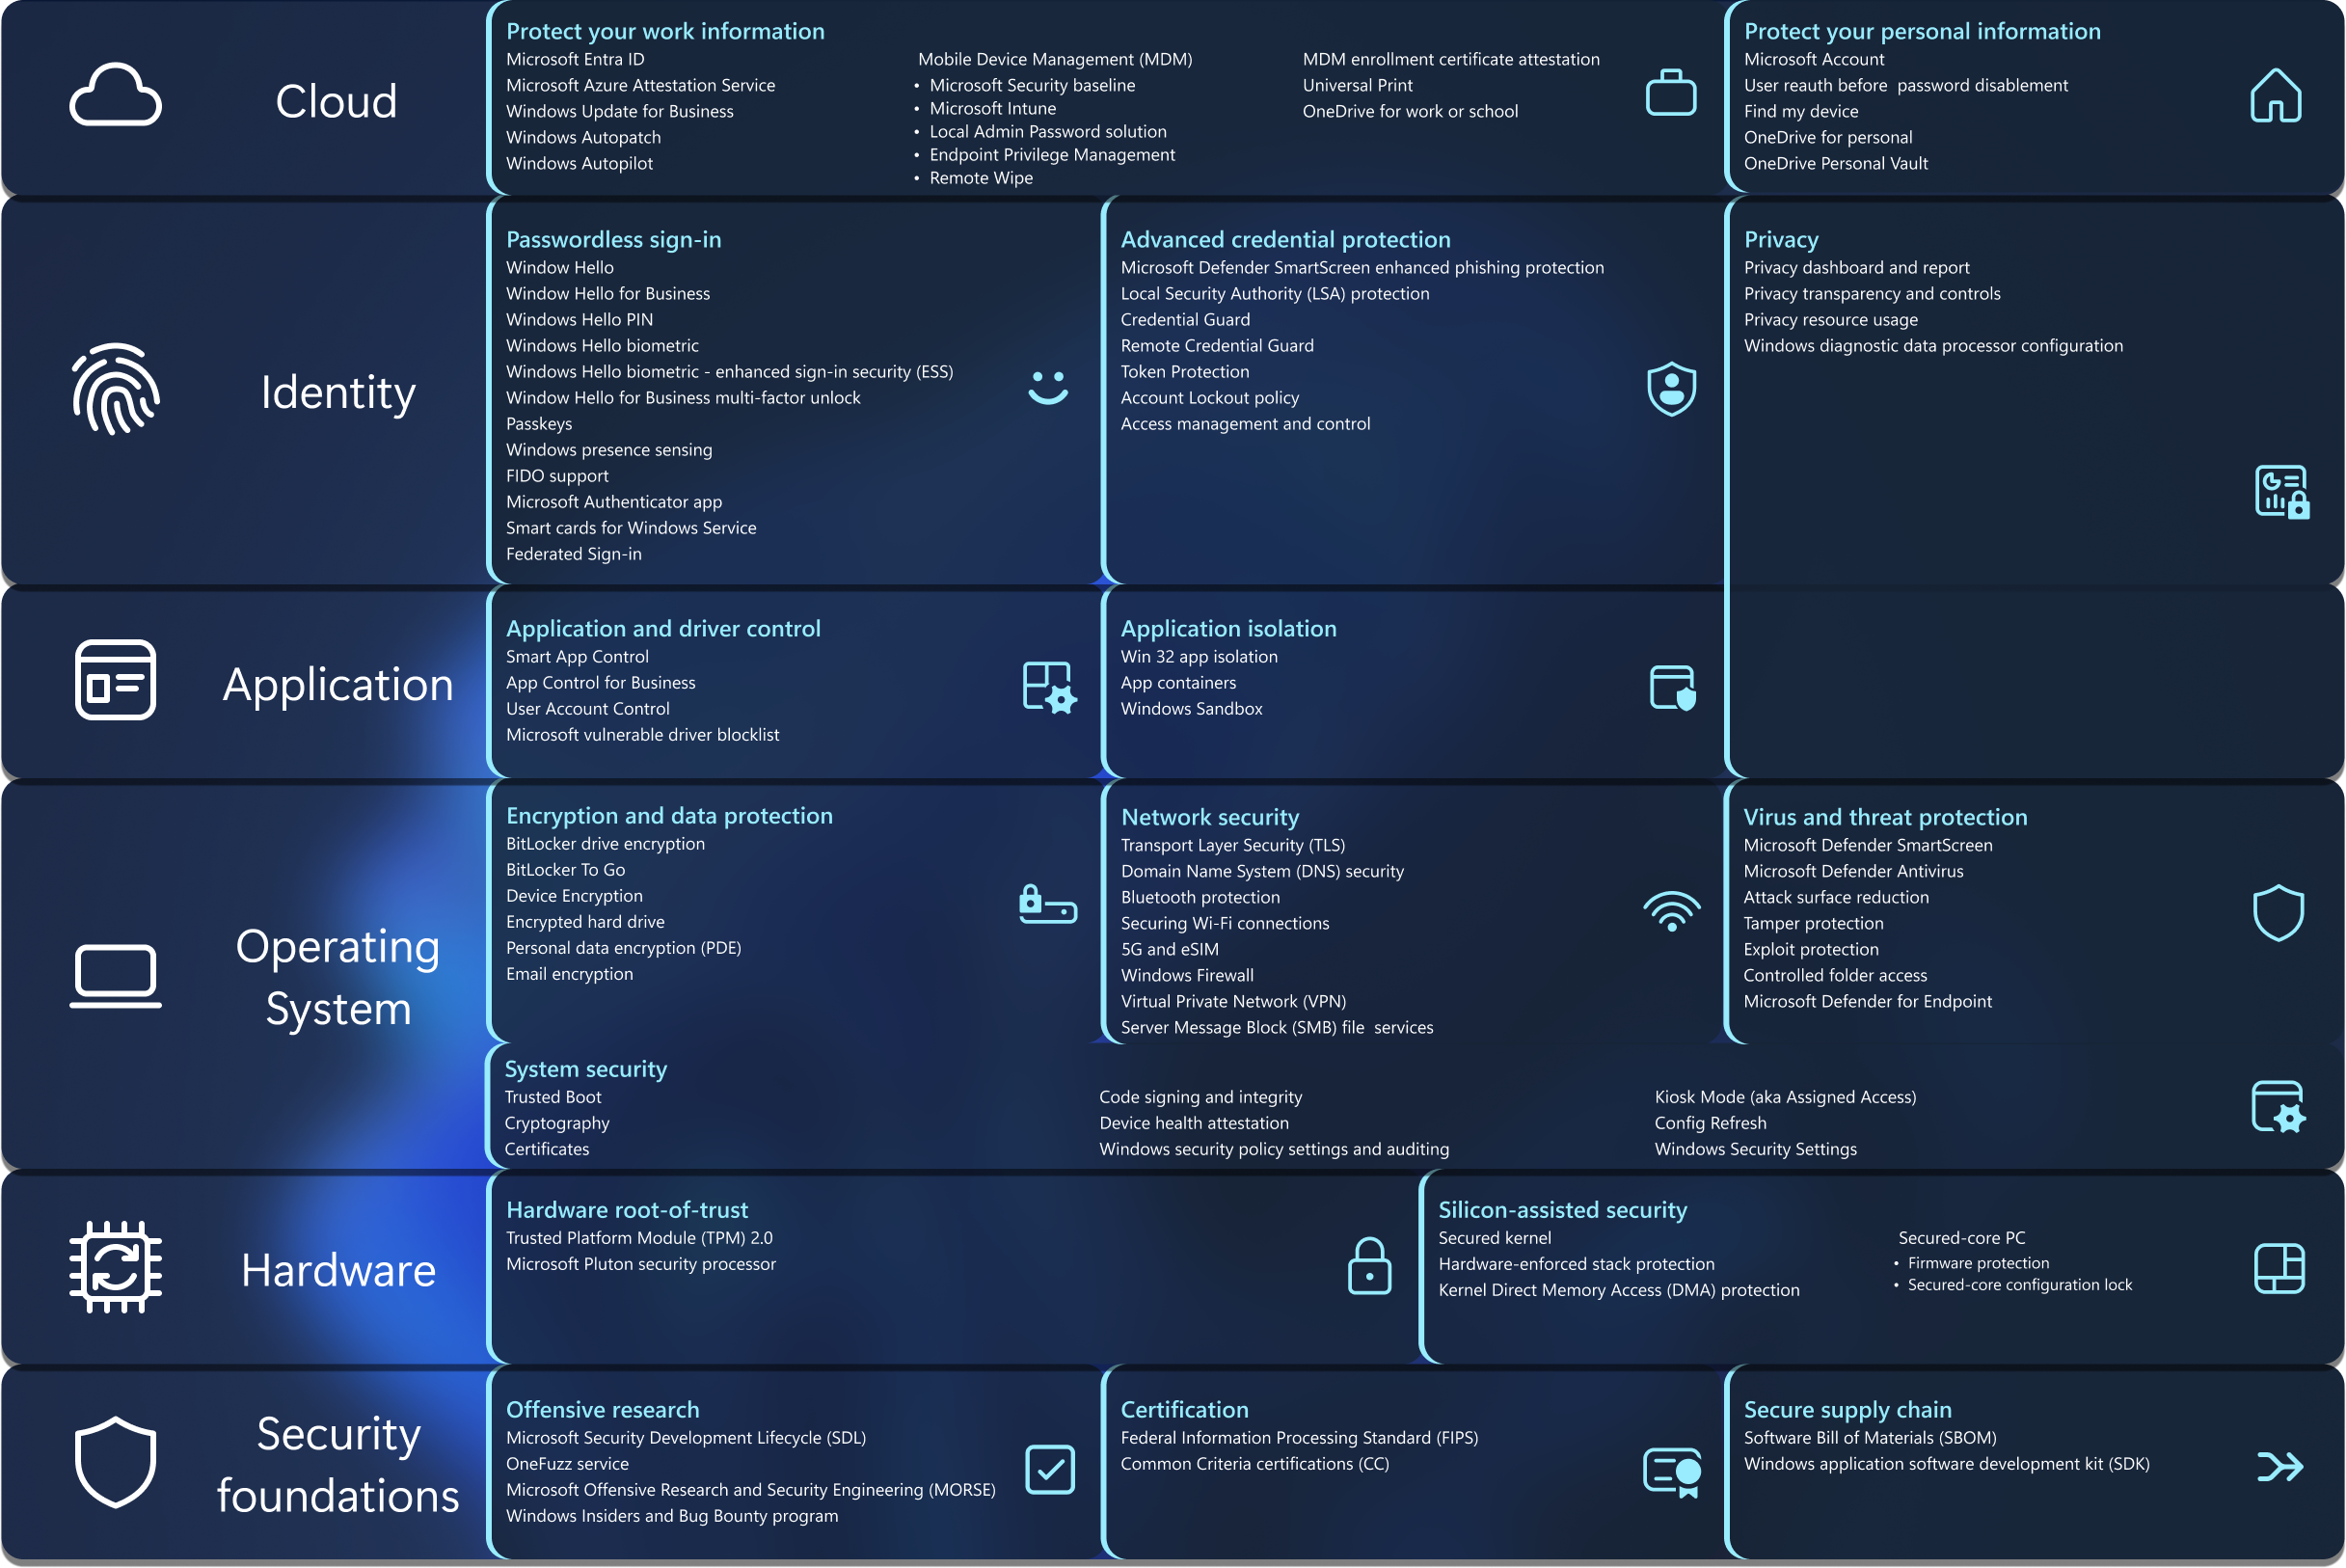 Cloud
Protect your work information
Microsoft Entra ID
Microsoft Azure Attestation Service
Windows Update for Business
Windows Autopatch
Windows Autopilot
Mobile Device Management (MDM)
• Microsoft Security baseline
• Microsoft Intune
• Local Admin Password solution
• Endpoint Privilege Management
• Remote Wipe
MDM enrollment certificate attestation
Universal Print
OneDrive for work or school
Protect your personal information
Microsoft Account
User reauth before  password disablement
Find my device
OneDrive for personal
OneDrive Personal Vault
Identity
Passwordless sign-in
Window Hello
Window Hello for Business
Windows Hello PIN
Windows Hello biometric
Windows Hello biometric - enhanced sign-in security (ESS)
Window Hello for Business multi-factor unlock
Passkeys
Windows presence sensing
FIDO support
Microsoft Authenticator app
Smart cards for Windows Service
Federated Sign-in
Advanced credential protection
Microsoft Defender SmartScreen enhanced phishing protection
Local Security Authority (LSA) protection
Credential Guard
Remote Credential Guard
Token Protection
Account Lockout policy
Access management and control
Privacy
Privacy dashboard and report
Privacy transparency and controls
Privacy resource usage
Windows diagnostic data processor configuration
Application
Application and driver control
Smart App Control
App Control for Business
User Account Control
Microsoft vulnerable driver blocklist
Application isolation
Win 32 app isolation
App containers
Windows Sandbox
Operating
System
Encryption and data protection
BitLocker drive encryption
BitLocker To Go
Device Encryption
Encrypted hard drive
Personal data encryption (PDE)
Email encryption
Network security
Transport Layer Security (TLS)
Domain Name System (DNS) security
Bluetooth protection
Securing Wi-Fi connections
5G and eSIM
Windows Firewall
Virtual Private Network (VPN)
Server Message Block (SMB) file  services
Virus and threat protection
Microsoft Defender SmartScreen
Microsoft Defender Antivirus
Attack surface reduction
Tamper protection
Exploit protection
Controlled folder access
Microsoft Defender for Endpoint
System security
Trusted Boot
Cryptography
Certificates
Code signing and integrity
Device health attestation
Windows security policy settings and auditing
Kiosk Mode (aka Assigned Access)
Config Refresh
Windows Security Settings
Hardware
Hardware root-of-trust
Trusted Platform Module (TPM) 2.0
Microsoft Pluton security processor
Silicon-assisted security
Secured kernel
Hardware-enforced stack protection
Kernel Direct Memory Access (DMA) protection
Secured-core PC
• Firmware protection
• Secured-core configuration lock
Security
foundations
Offensive research
Microsoft Security Development Lifecycle (SDL)
OneFuzz service
Microsoft Offensive Research and Security Engineering (MORSE)
Windows Insiders and Bug Bounty program
Certification
Federal Information Processing Standard (FIPS)
Common Criteria certifications (CC)
Secure supply chain
Software Bill of Materials (SBOM)
Windows application software development kit (SDK)